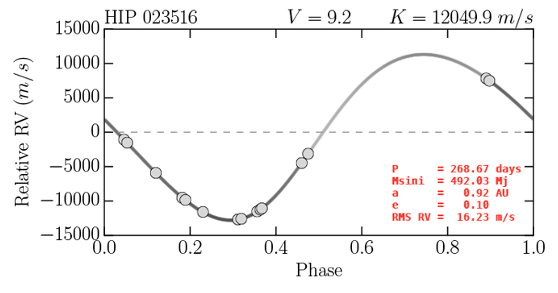 HIP 023516 V = 9.2 K = 12049.9 m/s
Relative RV (m/s)
15000
10000
5000
0
−5000
−10000
−15000
P = 268.67 days
Msini = 492.03 Mj
a = 0.92 AU
e = 0.10
RMS RV = 16.23 m/s
0.0 0.2 0.4 0.6 0.8 1.0
Phase